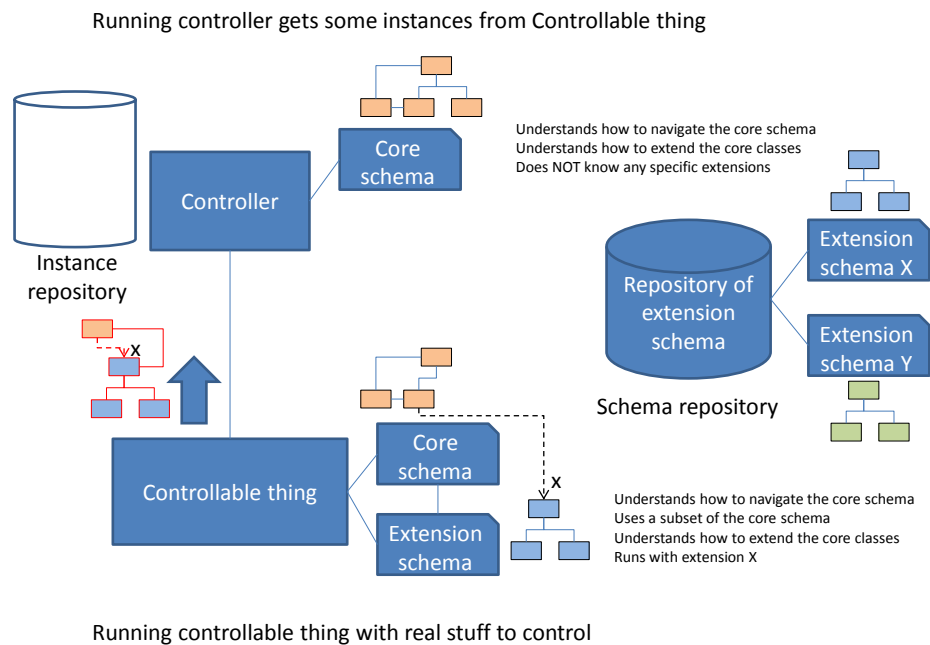 Running controller gets some instances from Controllable thing
Core
schema
Controller
Understands how to navigate the core schema
Understands how to extend the core classes
Does NOT know any specific extensions
Instance
repository
Extension
schema X
Repository of
extension
schema
Extension
schema Y
Schema repository
X
Controllable thing
Core
schema
Extension
schema
X
Understands how to navigate the core schema
Uses a subset of the core schema
Understands how to extend the core classes
Runs with extension X
Running controllable thing with real stuff to control